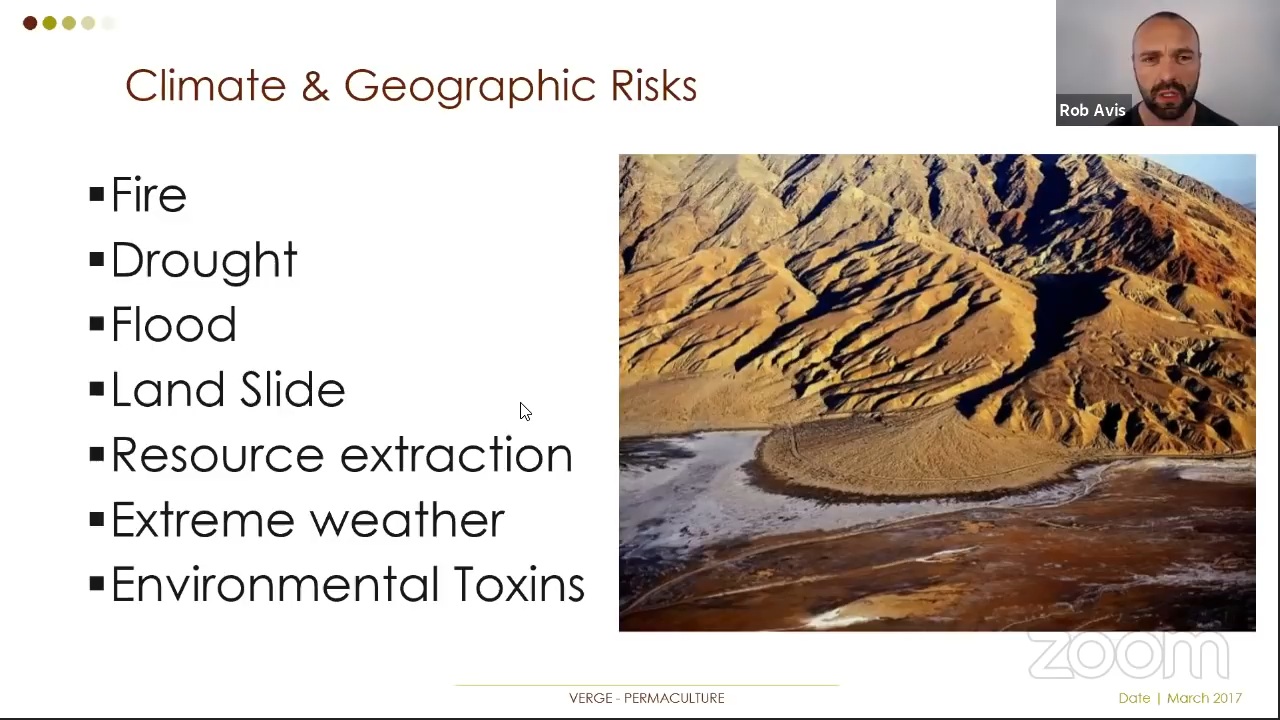 Climate & Geographic Risks
Rob Avis
▪Fire
▪Drought
▪Flood
▪Land Slide
▪Resource extraction
▪Extreme weather
▪Environmental Toxins
zoom
VERGE - PERMACULTURE
Date | March 2017